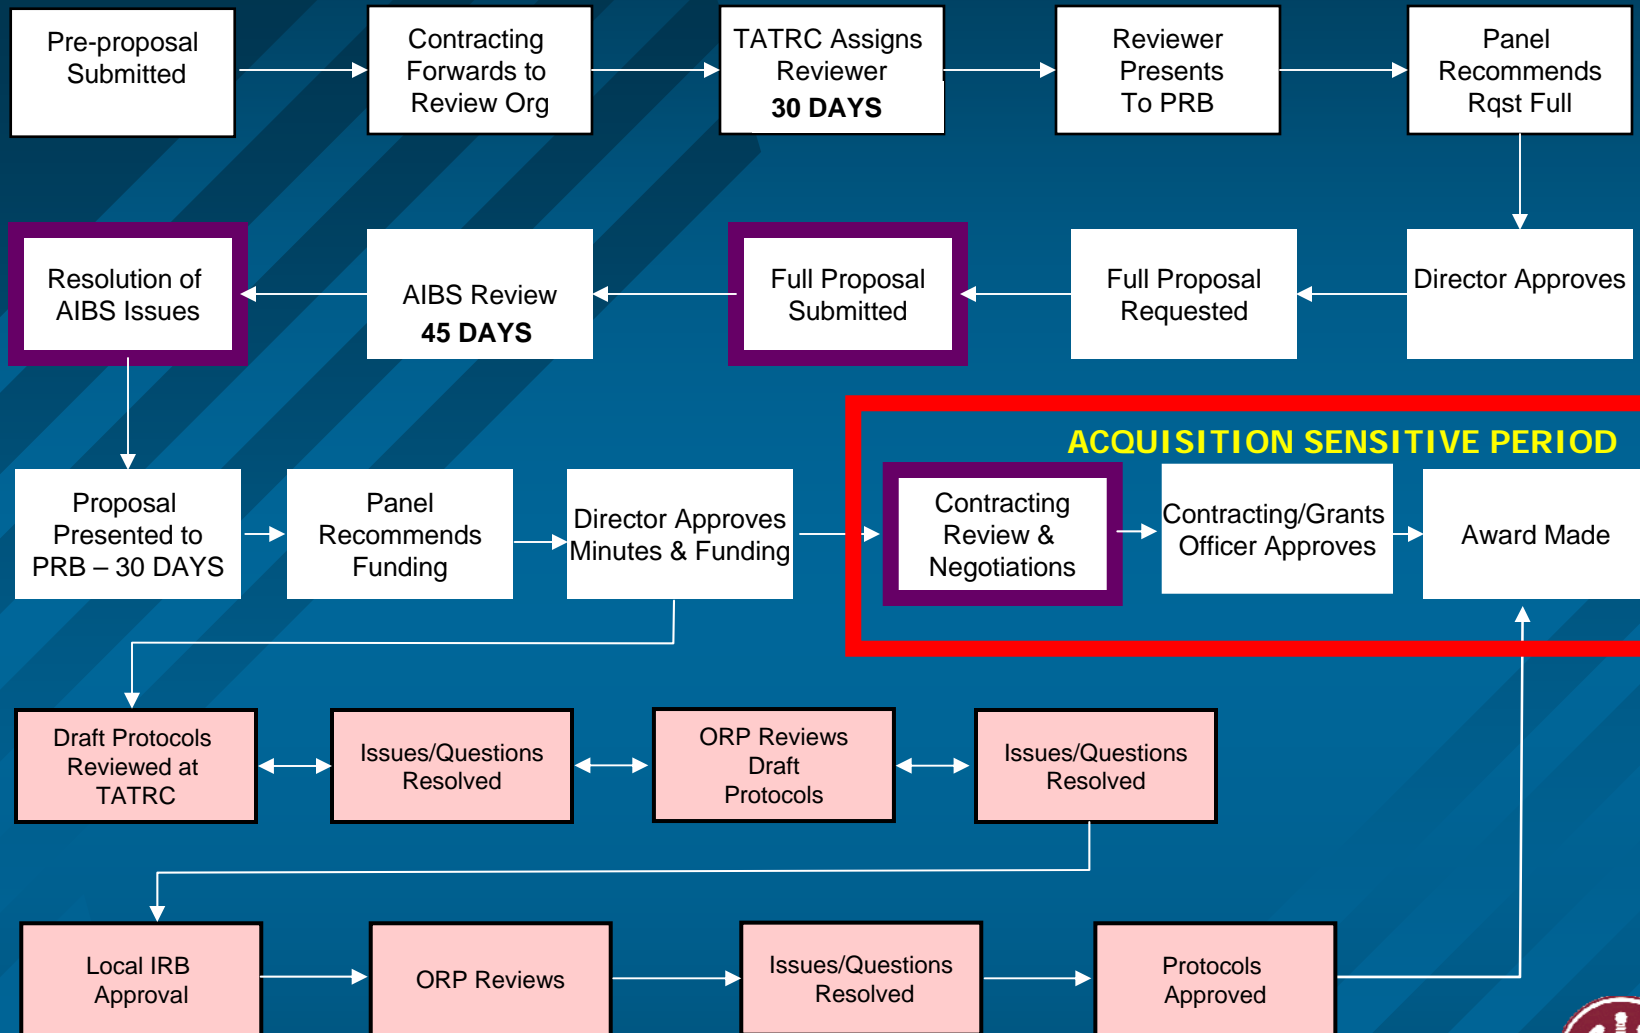 Pre-proposal
Submitted
Contracting
Forwards to
Review Org
TATRC Assigns
Reviewer
30 DAYS
Reviewer
Presents
To PRB
Panel
Recommends
Rqst Full
Resolution of
AIBS Issues
AIBS Review
45 DAYS
Full Proposal
Submitted
Full Proposal
Requested
Director Approves
ACQUISITION SENSITIVE PERIOD
Proposal
Presented to
PRB – 30 DAYS
Panel
Recommends
Funding
Director Approves
Minutes & Funding
Contracting
Review &
Negotiations
Contracting/Grants
Officer Approves
Award Made
Draft Protocols
Reviewed at
TATRC
Issues/Questions
Resolved
ORP Reviews
Draft
Protocols
Issues/Questions
Resolved
Local IRB
Approval
ORP Reviews
Issues/Questions
Resolved
Protocols
Approved